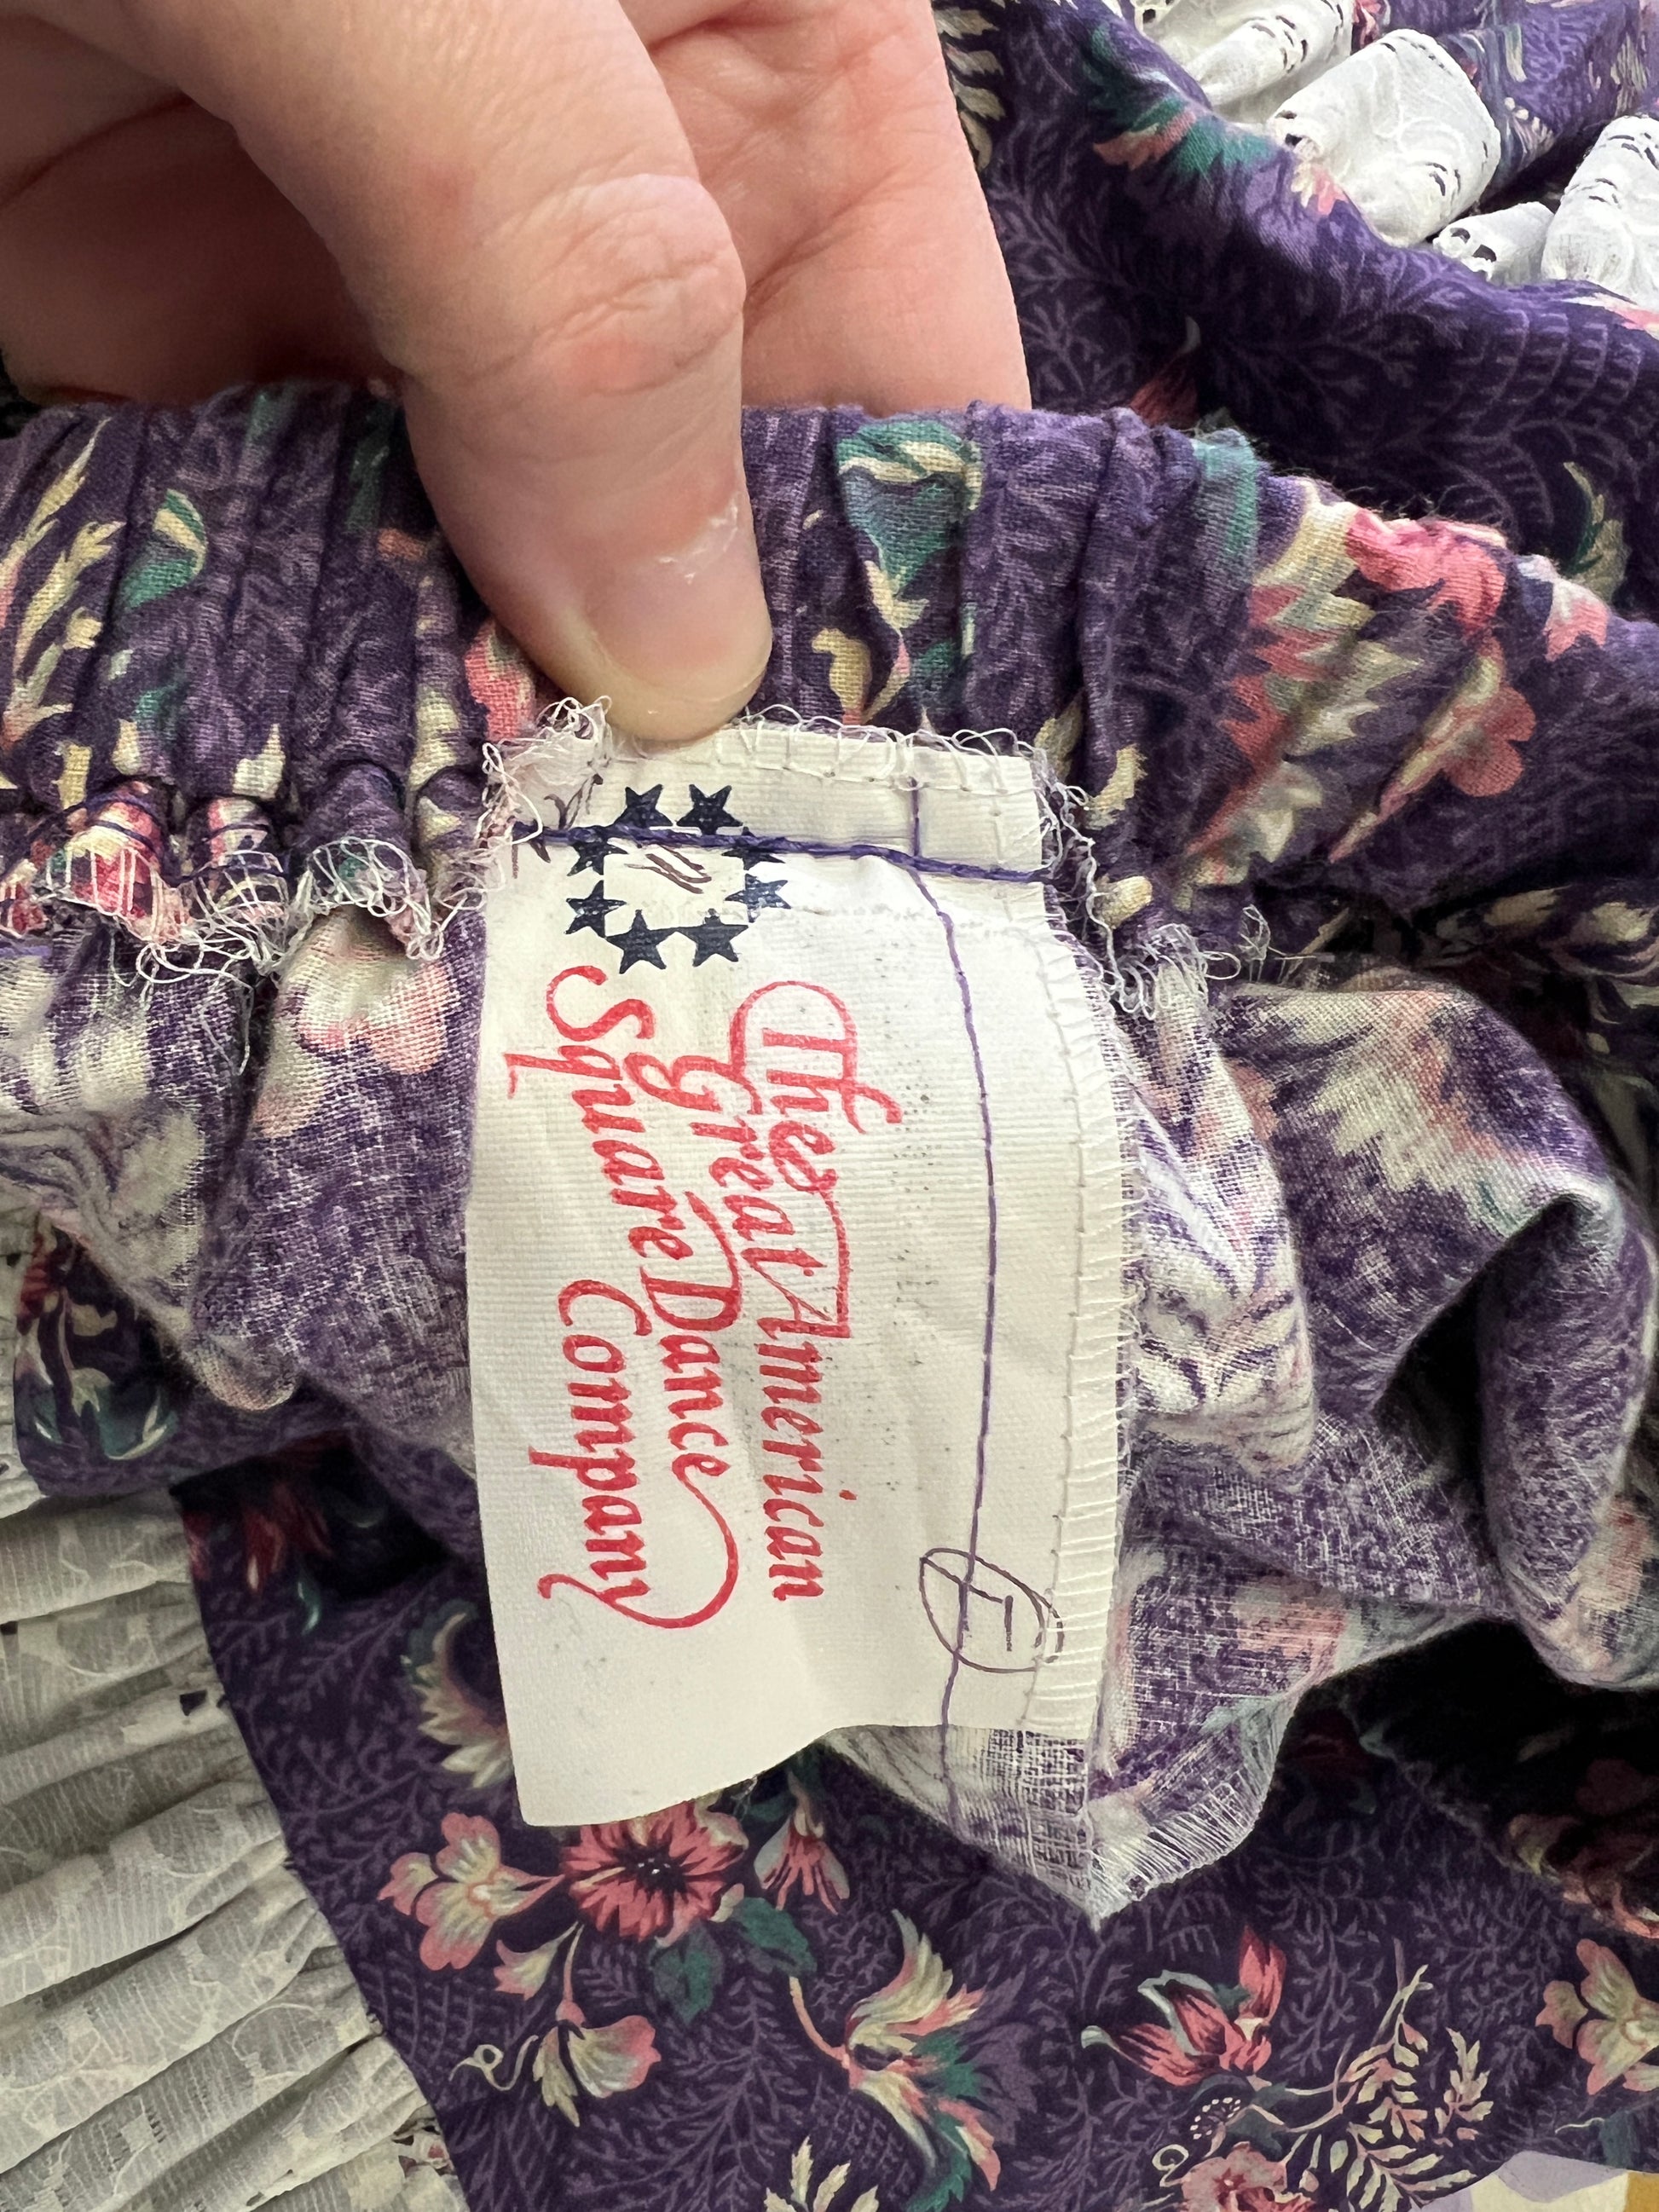 The
Great American
Square Dance
Company
L